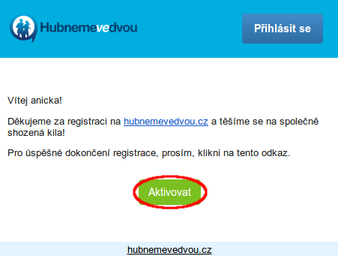 Hubnemevedvou
Přihlásit se
Vítej anicka!
Děkujeme za registraci na hubnemevedvou.cz a těšíme se na společně
shozená kila!
Pro úspěšné dokončení registrace, prosím, klikni na tento odkaz.
Aktivovat
hubnemevedvou.cz